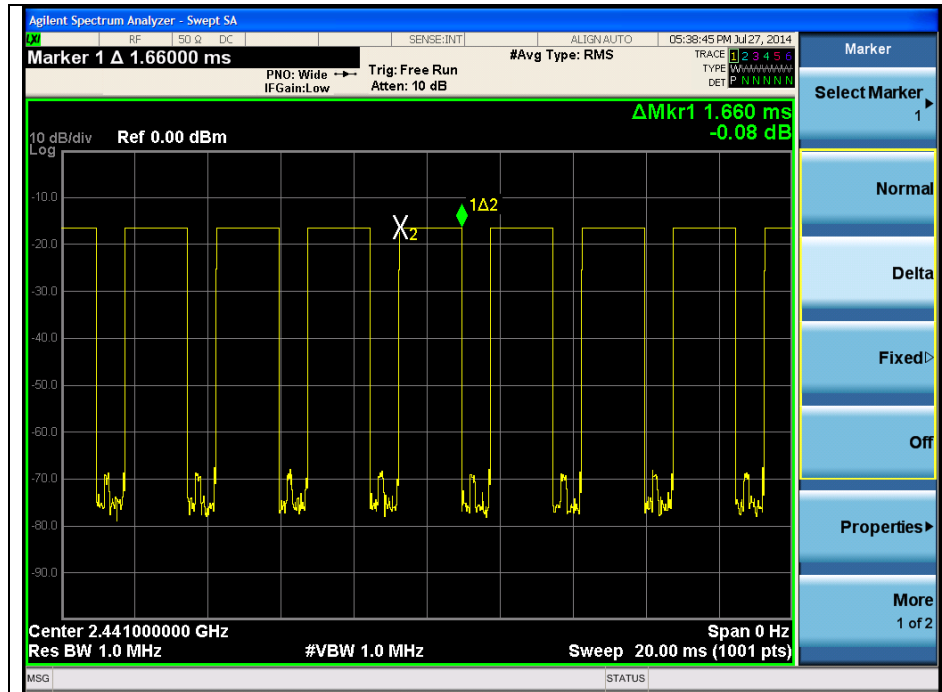 Agilent Spectrum Analyzer - Swept SA
LXI RF 50 Ω DC SENSE:INT ALIGN AUTO 05:38:45 PM Jul 27, 2014
Marker 1 Δ 1.66000 ms
PNO: Wide
IFGain:Low
Trig: Free Run
Atten: 10 dB
#Avg Type: RMS
TRACE 1 2 3 4 5 6
TYPE W
DET P N N N N N
ΔMkr1 1.660 ms
-0.08 dB
10 dB/div Ref 0.00 dBm
Log
-10.0
-20.0
-30.0
-40.0
-50.0
-60.0
-70.0
-80.0
-90.0
X2
1Δ2
Center 2.441000000 GHz Span 0 Hz
Res BW 1.0 MHz #VBW 1.0 MHz Sweep 20.00 ms (1001 pts)
MSG STATUS
Marker
Select Marker
1
Normal
Delta
Fixed
Off
Properties
More
1 of 2